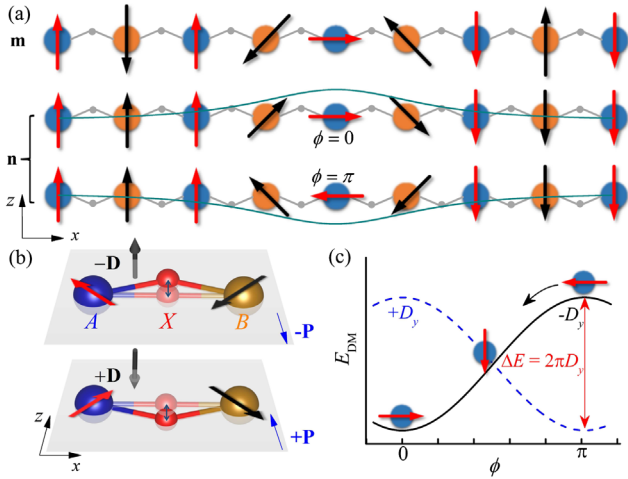 (a)
m
n
ϕ = 0
ϕ = π
z
x
(b)
−D
A
X
B
-P
+D
+P
z
x
(c)
+D_y
-D_y
E_DM
ΔE = 2πD_y
0
π
ϕ